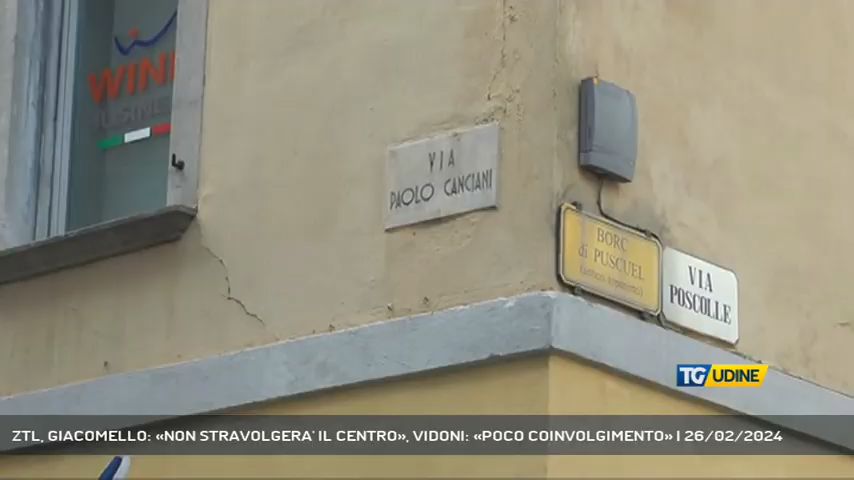 WIN
VIA
PAOLO CANCIANI
BORC
di PUSCUEL
VIA
POSCOLLE
TG UDINE
ZTL, GIACOMELLO: «NON STRAVOLGERA' IL CENTRO», VIDONI: «POCO COINVOLGIMENTO» | 26/02/2024